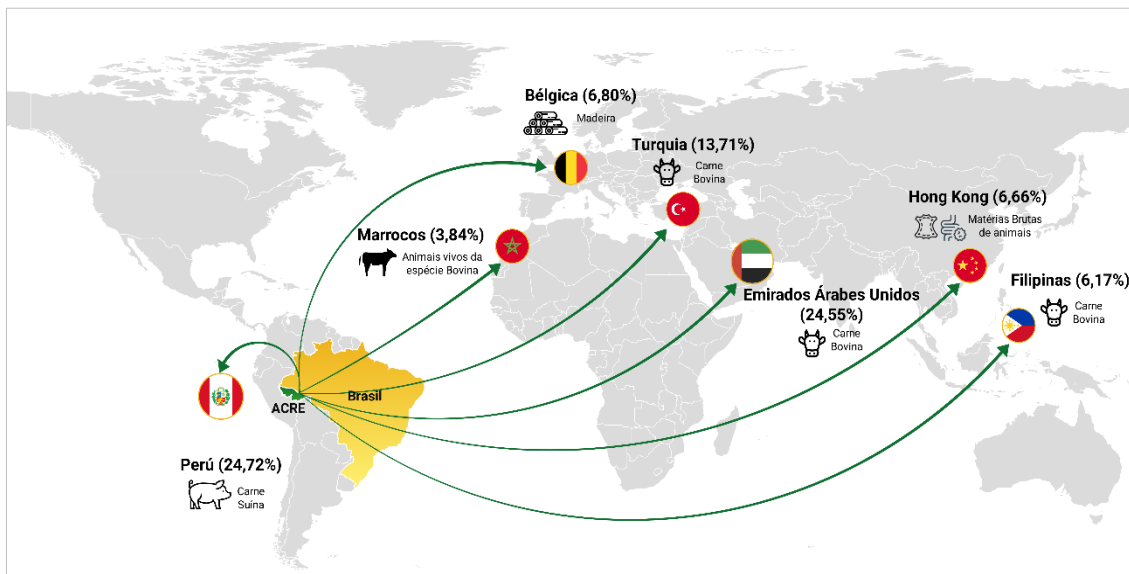 Bélgica (6,80%)
Madeira
Turquia (13,71%)
Carne
Bovina
Hong Kong (6,66%)
Matérias Brutas
de animais
Marrocos (3,84%)
Animais vivos da
espécie Bovina
Filipinas (6,17%)
Carne
Bovina
Emirados Árabes Unidos
(24,55%)
Carne
Bovina
Brasil
ACRE
Perú (24,72%)
Carne
Suína